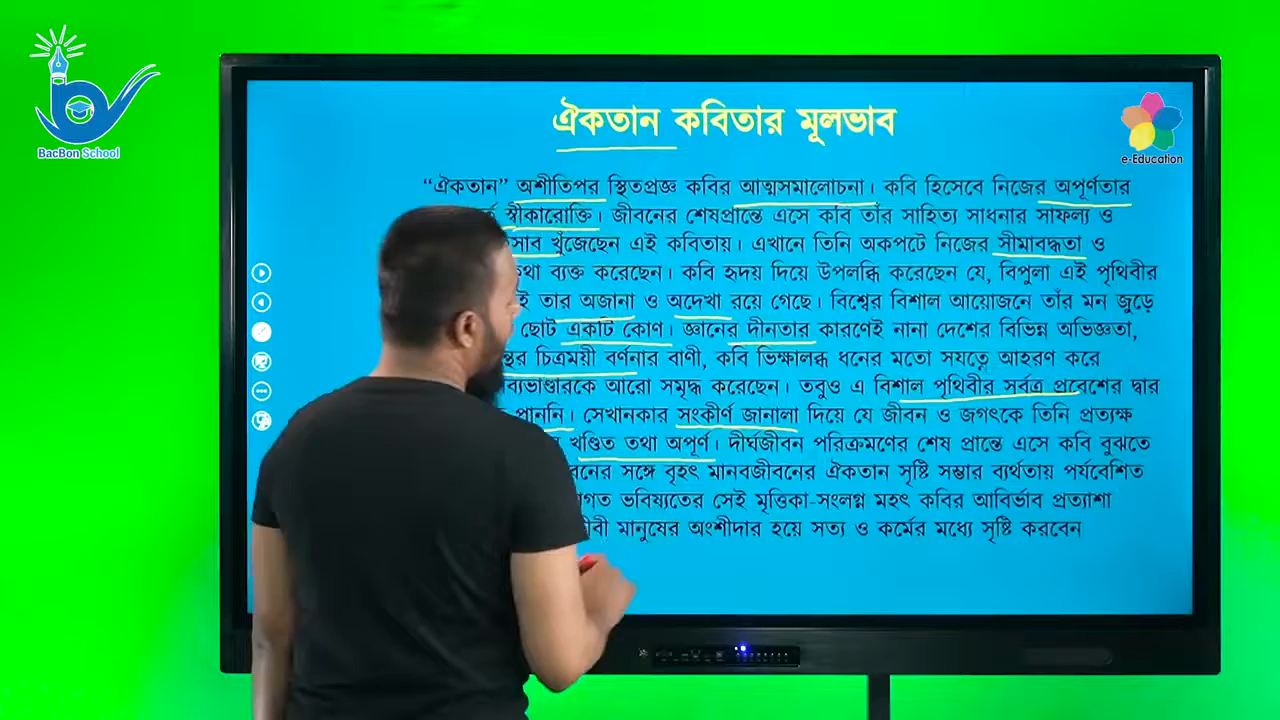 BacBon School
ঐকতান কবিতার মূলভাব
e-Education
“ঐকতান” অশীতিপর স্থিতপ্রজ্ঞ কবির আত্মসমালোচনা। কবি হিসেবে নিজের অপূর্ণতার
স্বীকারোক্তি। জীবনের শেষপ্রান্তে এসে কবি তাঁর সাহিত্য সাধনার সাফল্য ও
খুঁজেছেন এই কবিতায়। এখানে তিনি অকপটে নিজের সীমাবদ্ধতা ও
ব্যক্ত করেছেন। কবি হৃদয় দিয়ে উপলব্ধি করেছেন যে, বিপুলা এই পৃথিবীর
তার অজানা ও অদেখা রয়ে গেছে। বিশ্বের বিশাল আয়োজনে তাঁর মন জুড়ে
ছোট একটি কোণ। জ্ঞানের দীনতার কারণেই নানা দেশের বিভিন্ন অভিজ্ঞতা,
চিত্রময়ী বর্ণনার বাণী, কবি ভিক্ষালব্ধ ধনের মতো সযত্নে আহরণ করে
আরো সমৃদ্ধ করেছেন। তবুও এ বিশাল পৃথিবীর সর্বত্র প্রবেশের দ্বার
পাননি। সেখানকার সংকীর্ণ জানালা দিয়ে যে জীবন ও জগৎকে তিনি প্রত্যক্ষ
খণ্ডিত তথা অপূর্ণ। দীর্ঘজীবন পরিক্রমণের শেষ প্রান্তে এসে কবি বুঝতে
সঙ্গে বৃহৎ মানবজীবনের ঐকতান সৃষ্টি সম্ভার ব্যর্থতায় পর্যবেশিত
ভবিষ্যতের সেই মৃত্তিকা-সংলগ্ন মহৎ কবির আবির্ভাব প্রত্যাশা
মানুষের অংশীদার হয়ে সত্য ও কর্মের মধ্যে সৃষ্টি করবেন